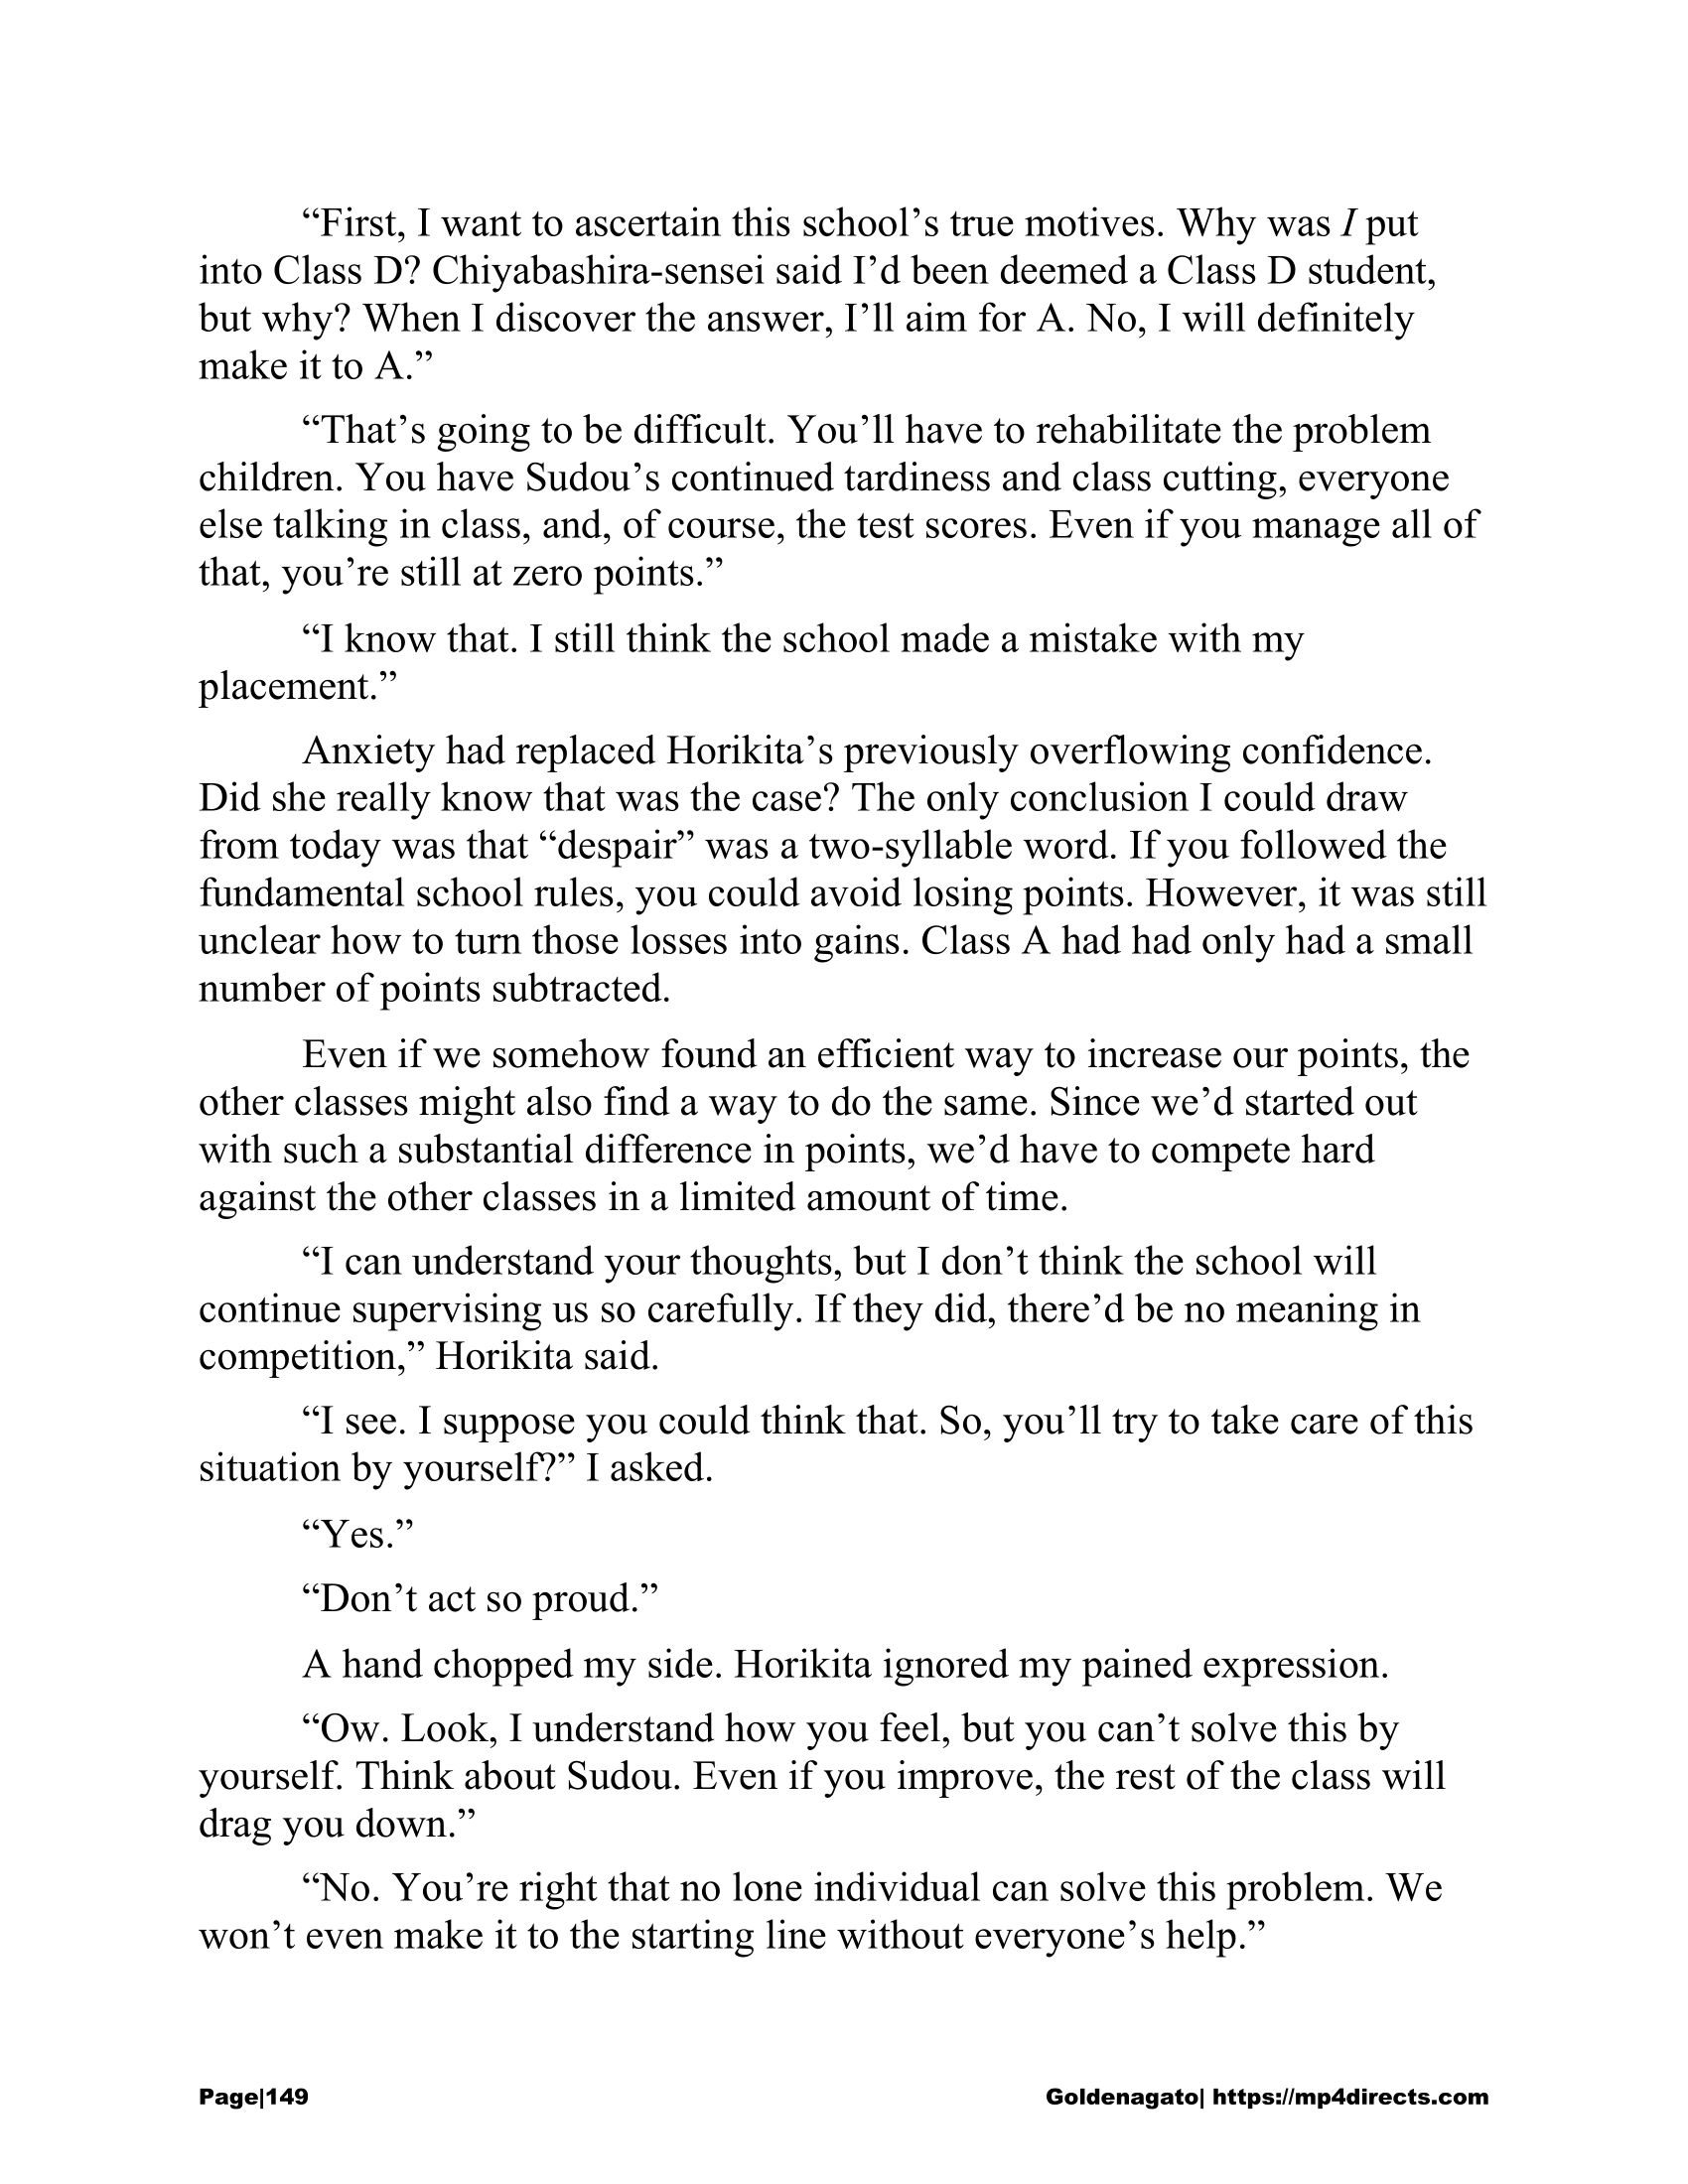 “First, I want to ascertain this school’s true motives. Why was I put
into Class D? Chiyabashira-sensei said I’d been deemed a Class D student,
but why? When I discover the answer, I’ll aim for A. No, I will definitely
make it to A.”
“That’s going to be difficult. You’ll have to rehabilitate the problem
children. You have Sudou’s continued tardiness and class cutting, everyone
else talking in class, and, of course, the test scores. Even if you manage all of
that, you’re still at zero points.”
“I know that. I still think the school made a mistake with my
placement.”
Anxiety had replaced Horikita’s previously overflowing confidence.
Did she really know that was the case? The only conclusion I could draw
from today was that “despair” was a two-syllable word. If you followed the
fundamental school rules, you could avoid losing points. However, it was still
unclear how to turn those losses into gains. Class A had had only had a small
number of points subtracted.
Even if we somehow found an efficient way to increase our points, the
other classes might also find a way to do the same. Since we’d started out
with such a substantial difference in points, we’d have to compete hard
against the other classes in a limited amount of time.
“I can understand your thoughts, but I don’t think the school will
continue supervising us so carefully. If they did, there’d be no meaning in
competition,” Horikita said.
“I see. I suppose you could think that. So, you’ll try to take care of this
situation by yourself?” I asked.
“Yes.”
“Don’t act so proud.”
A hand chopped my side. Horikita ignored my pained expression.
“Ow. Look, I understand how you feel, but you can’t solve this by
yourself. Think about Sudou. Even if you improve, the rest of the class will
drag you down.”
“No. You’re right that no lone individual can solve this problem. We
won’t even make it to the starting line without everyone’s help.”
Page|149 Goldenagato| https://mp4directs.com